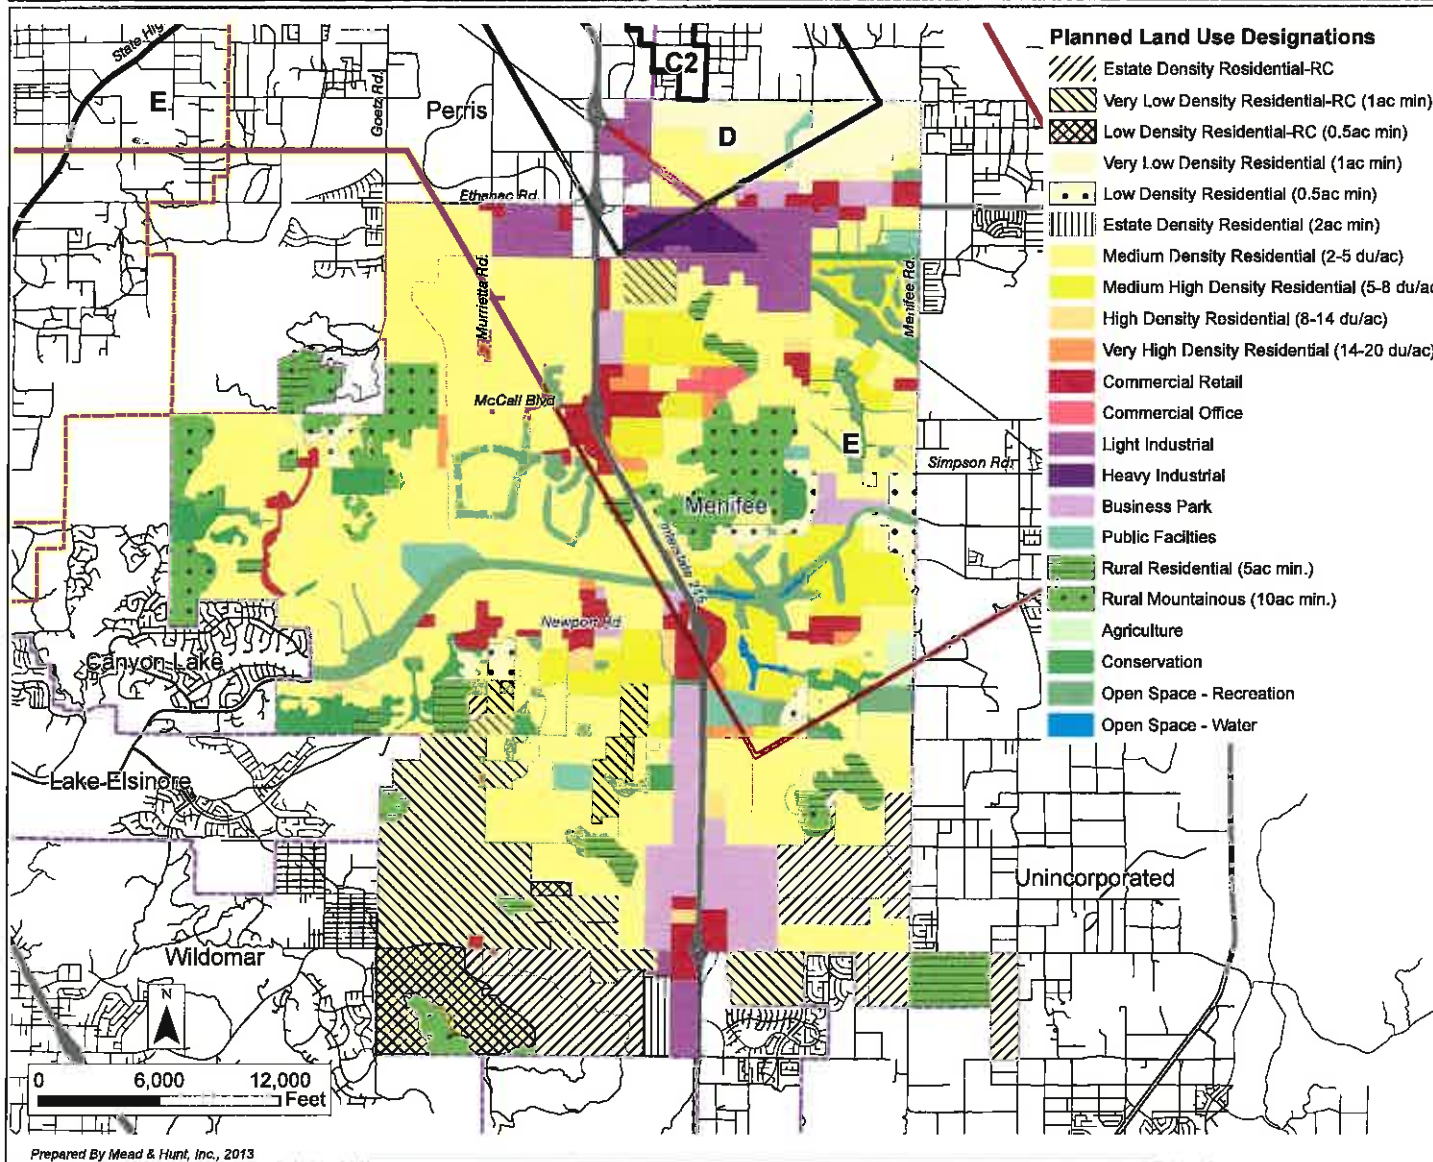 State Hig
E
Goetz Rd.
Perris
C2
D
Ethanac Rd.
Murrietta Rd.
Menifee Rd.
McCall Blvd
E
Simpson Rd.
Menifee
Interstate 215
Newport Rd
Canyon Lake
Lake Elsinore
Unincorporated
Wildomar
N
0 6,000 12,000
Feet
Planned Land Use Designations
Estate Density Residential-RC
Very Low Density Residential-RC (1ac min)
Low Density Residential-RC (0.5ac min)
Very Low Density Residential (1ac min)
Low Density Residential (0.5ac min)
Estate Density Residential (2ac min)
Medium Density Residential (2-5 du/ac)
Medium High Density Residential (5-8 du/ac
High Density Residential (8-14 du/ac)
Very High Density Residential (14-20 du/ac)
Commercial Retail
Commercial Office
Light Industrial
Heavy Industrial
Business Park
Public Facilties
Rural Residential (5ac min.)
Rural Mountainous (10ac min.)
Agriculture
Conservation
Open Space - Recreation
Open Space - Water
Prepared By Mead & Hunt, Inc., 2013